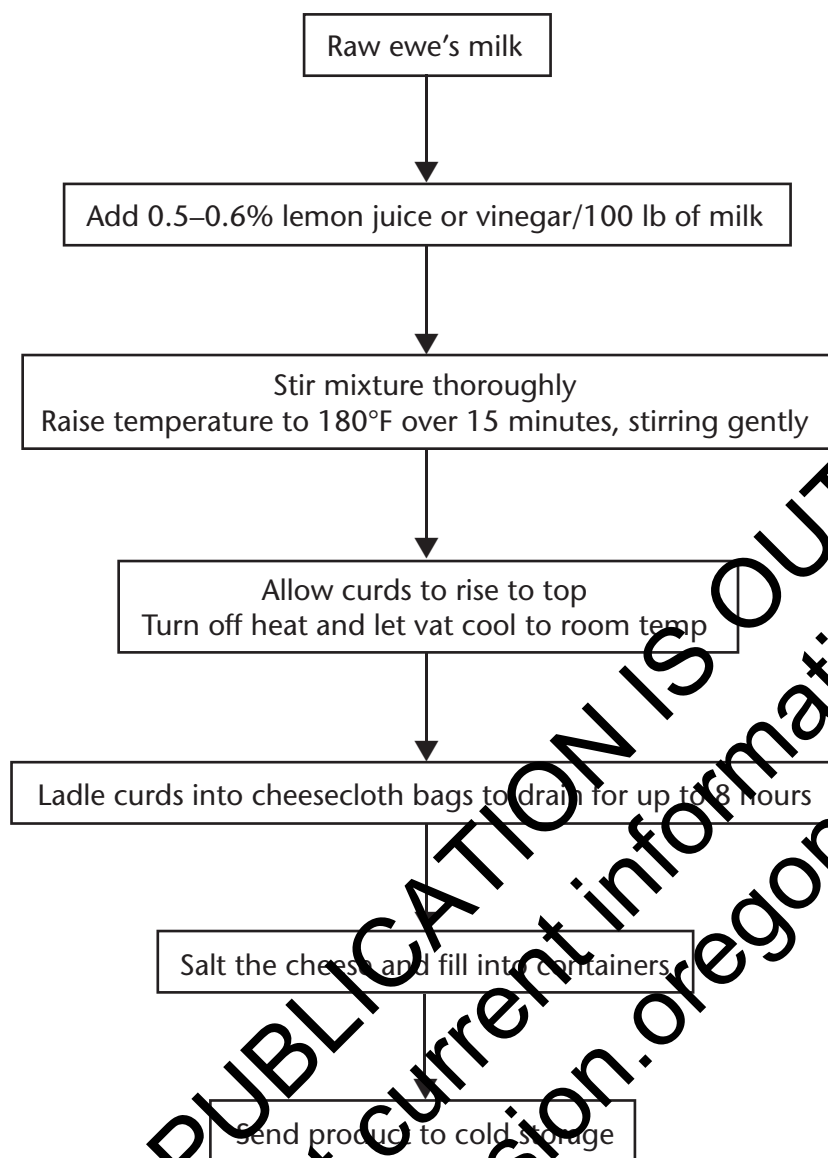 Raw ewe's milk
Add 0.5–0.6% lemon juice or vinegar/100 lb of milk
Stir mixture thoroughly
Raise temperature to 180°F over 15 minutes, stirring gently
Allow curds to rise to top
Turn off heat and let vat cool to room temp
Ladle curds into cheesecloth bags to drain for up to 8 hours
Salt the cheese and fill into containers
Send product to cold storage
PUBLICATION IS OUT
current informati
sion.oregon